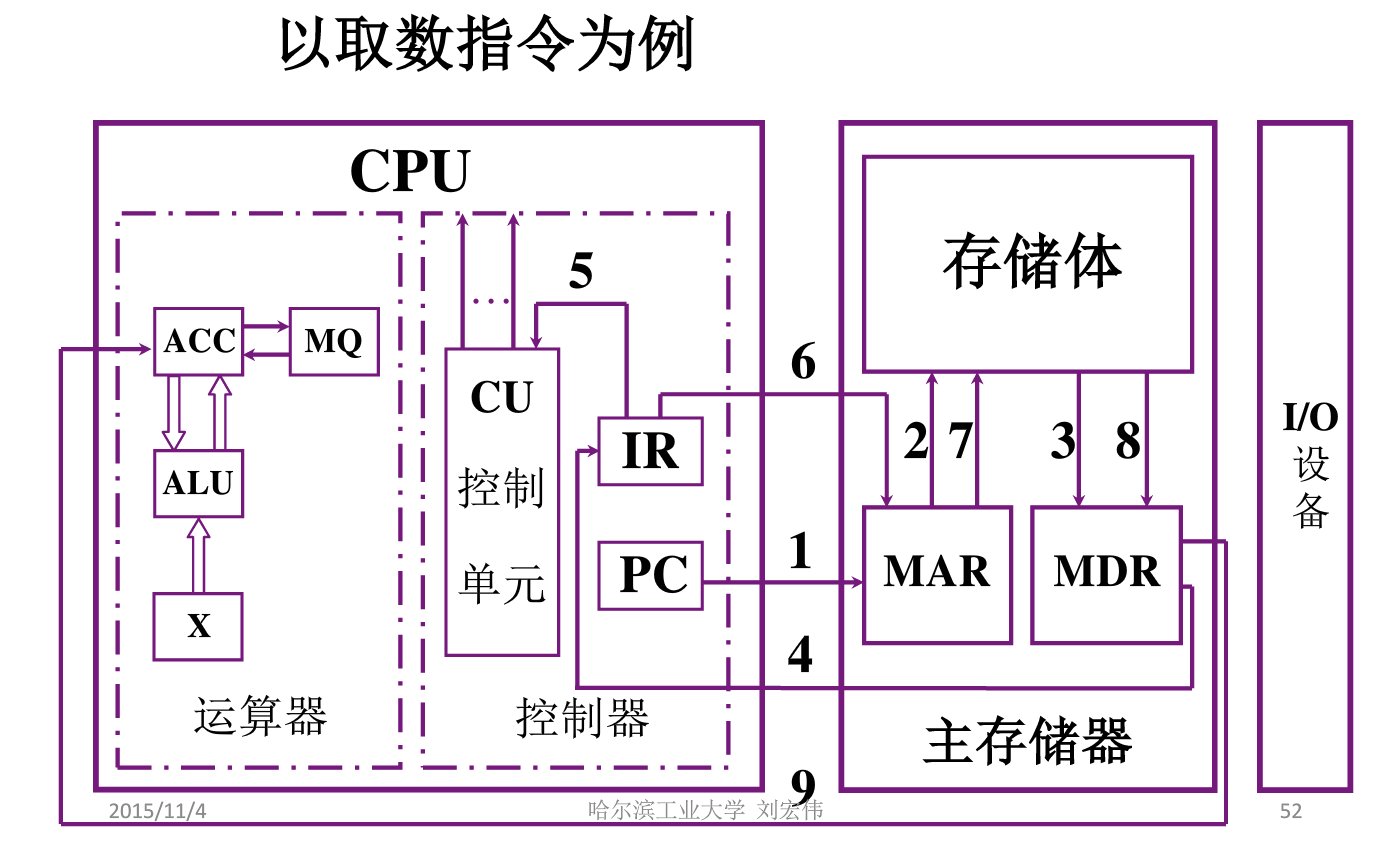 以取数指令为例
CPU
ACC
MQ
ALU
X
运算器
5
…
CU
控制
单元
IR
PC
控制器
6
1
4
9
存储体
2
7
3
8
MAR
MDR
主存储器
I/O
设
备
2015/11/4
哈尔滨工业大学 刘宏伟
52